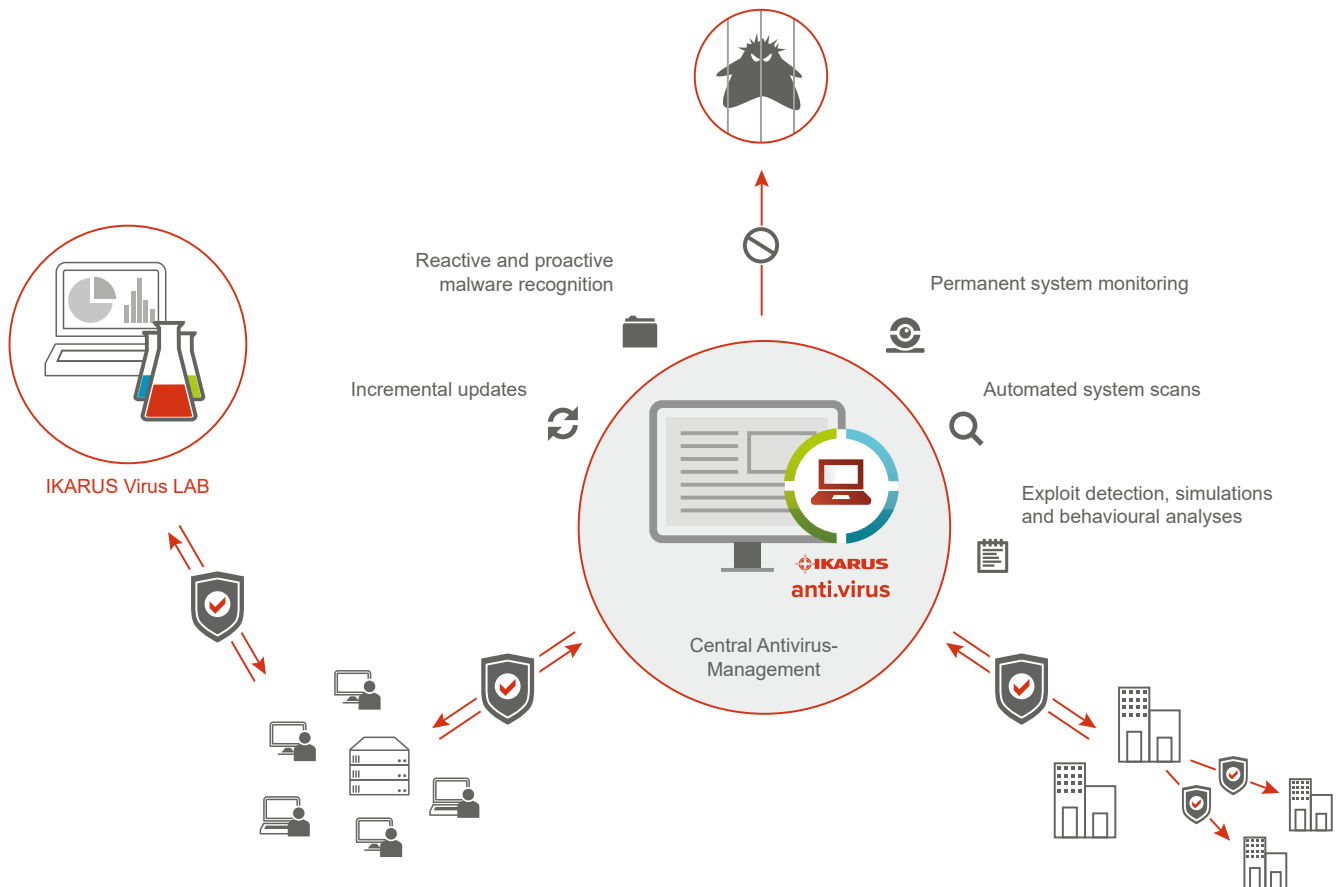 Reactive and proactive
malware recognition
Permanent system monitoring
Incremental updates
Automated system scans
IKARUS Virus LAB
Exploit detection, simulations
and behavioural analyses
IKARUS
anti.virus
Central Antivirus-
Management